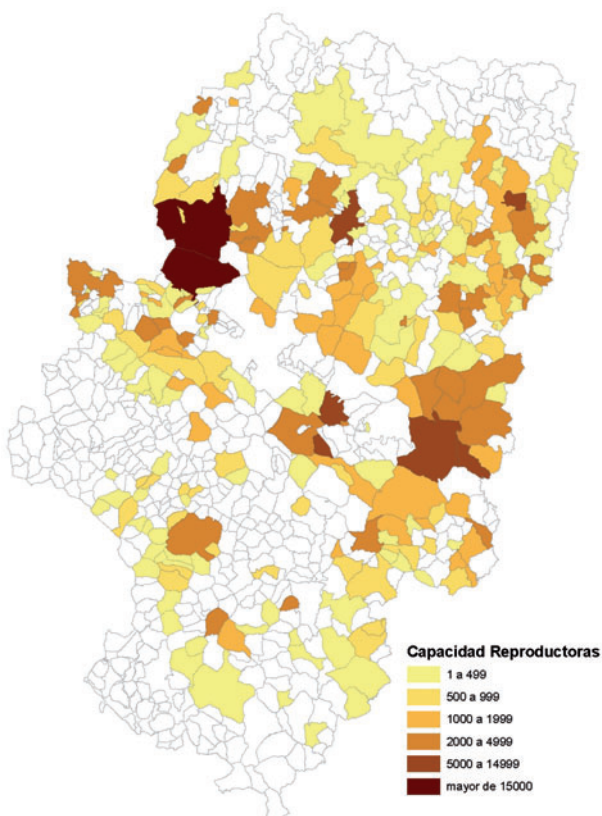 Capacidad Reproductoras
1 a 499
500 a 999
1000 a 1999
2000 a 4999
5000 a 14999
mayor de 15000